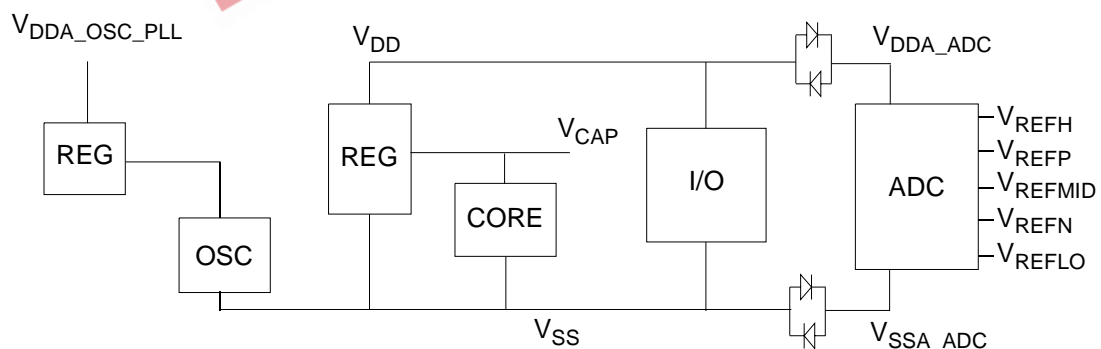 VDDA_OSC_PLL
VDD
VDDA_ADC
REG
REG
VCAP
I/O
ADC
VREFH
VREFP
VREFMID
VREFN
VREFLO
CORE
OSC
VSS
VSSA_ADC